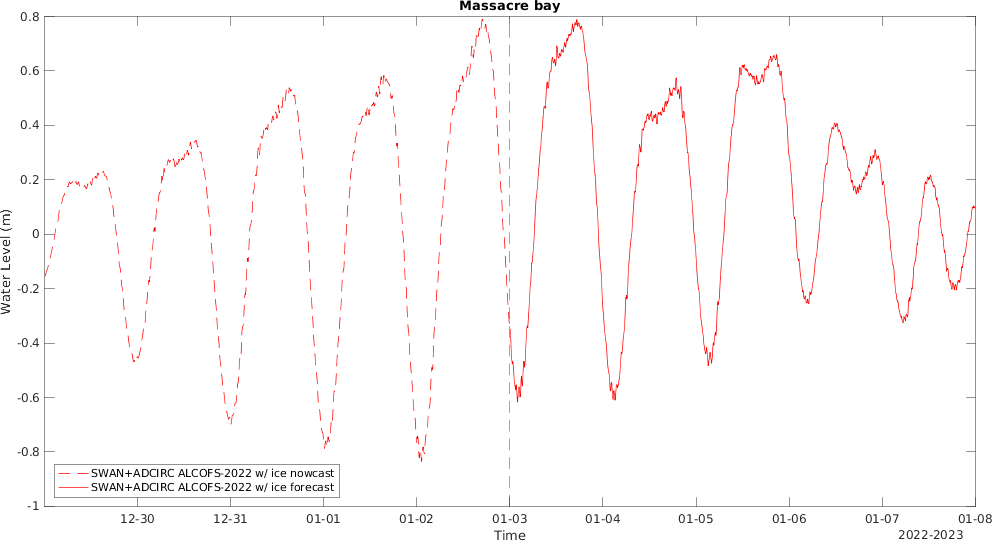 Massacre bay
0.8
0.6
0.4
0.2
0
-0.2
-0.4
-0.6
-0.8
-1
Water Level (m)
SWAN+ADCIRC ALCOFS-2022 w/ ice nowcast
SWAN+ADCIRC ALCOFS-2022 w/ ice forecast
12-30 12-31 01-01 01-02 01-03 01-04 01-05 01-06 01-07 01-08
Time
2022-2023